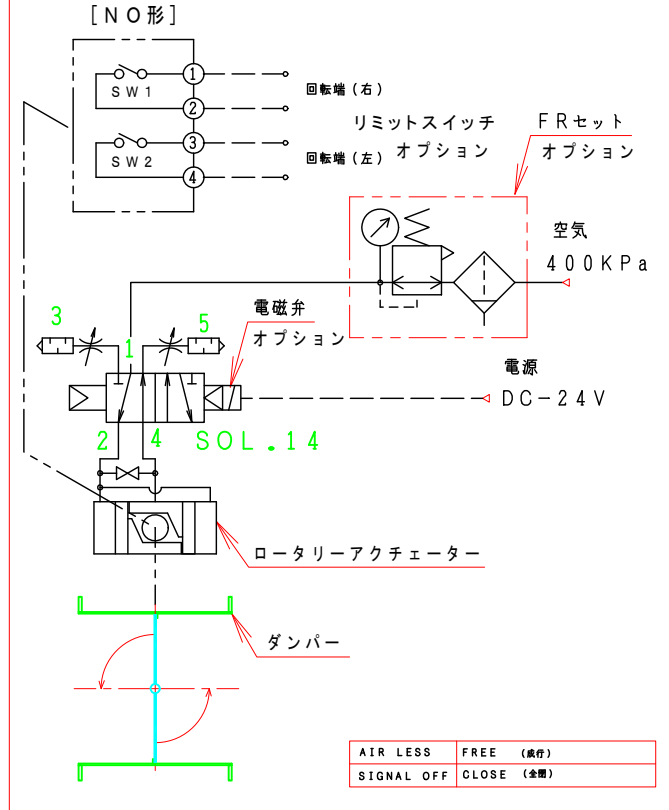 [NO形]
SW1
SW2
1
2
3
4
回転端(右)
回転端(左)
リミットスイッチ
オプション
FRセット
オプション
空気
400KPa
電磁弁
オプション
電源
DC-24V
3
1
5
2
4
SOL.14
ロータリーアクチェーター
ダンパー
AIR LESS FREE (成行)
SIGNAL OFF CLOSE (全閉)